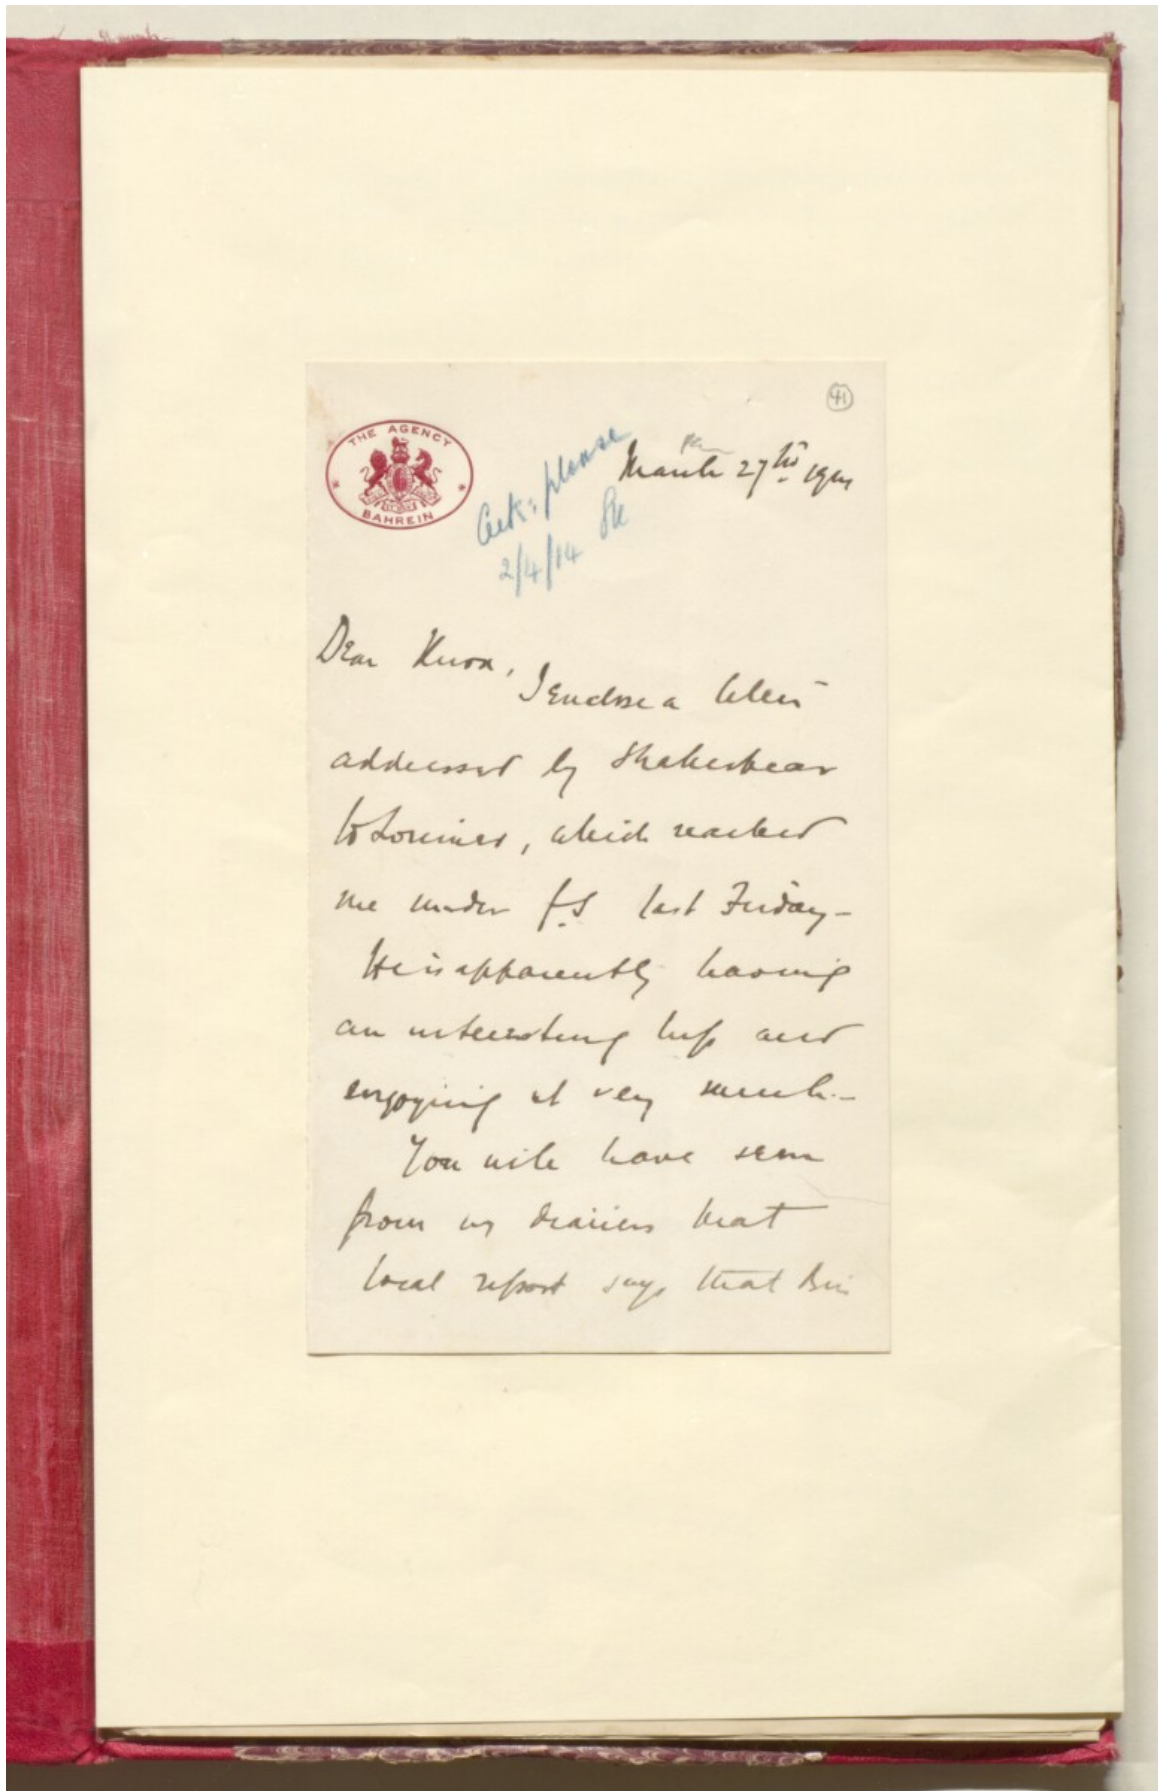 41
THE AGENCY
BAHREIN
March 27th 1914
Ack: please
2/4/14
Dear Knox,
I enclose a letter
addressed by Shakespear
to Lorimer, which reached
me under f.s last Friday -
He is apparently having
an interesting trip and
enjoying it very much. -
You will have seen
from my diaries that
local report says that Bin